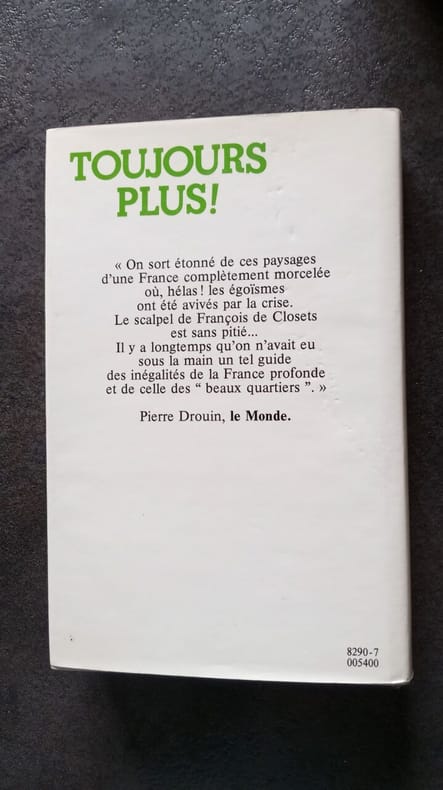 TOUJOURS
PLUS!
« On sort étonné de ces paysages
d'une France complètement morcelée
où, hélas ! les égoïsmes
ont été avivés par la crise.
Le scalpel de François de Closets
est sans pitié...
Il y a longtemps qu'on n'avait eu
sous la main un tel guide
des inégalités de la France profonde
et de celle des “ beaux quartiers ”. »
Pierre Drouin, le Monde.
8290-7
005400